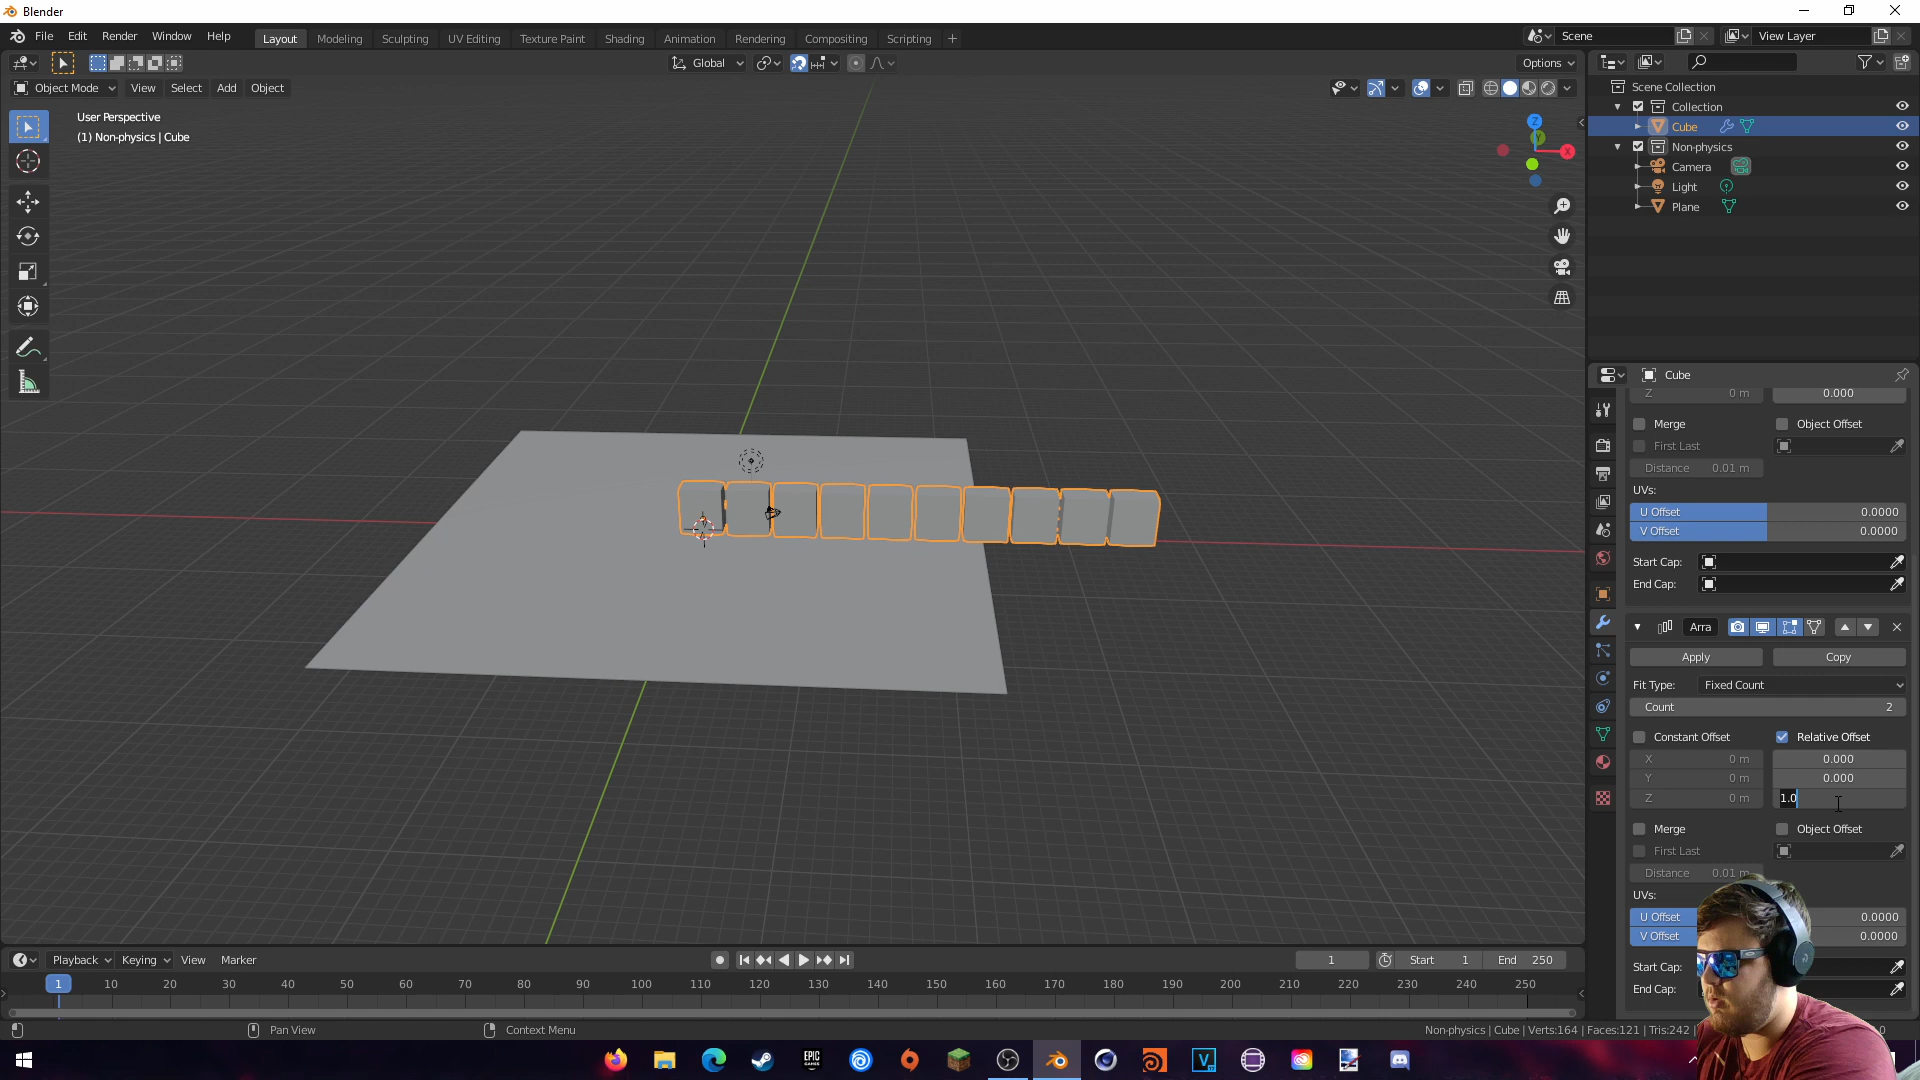 Blender
File Edit Render Window Help
Layout Modeling Sculpting UV Editing Texture Paint Shading Animation Rendering Compositing Scripting +
Scene
View Layer
Global
Options
Object Mode View Select Add Object
User Perspective
(1) Non-physics | Cube
Z
Y
X
Scene Collection
Collection
Cube
Non-physics
Camera
Light
Plane
Cube
Z 0 m 0.000
Merge Object Offset
First Last
Distance 0.01 m
UVs:
U Offset 0.0000
V Offset 0.0000
Start Cap:
End Cap:
Arra
Apply Copy
Fit Type: Fixed Count
Count 2
Constant Offset Relative Offset
X 0 m 0.000
Y 0 m 0.000
Z 0 m 1.0
Merge Object Offset
First Last
Distance 0.01 m
UVs:
U Offset 0.0000
V Offset 0.0000
Start Cap:
End Cap:
Playback Keying View Marker
1 Start 1 End 250
1 10 20 30 40 50 60 70 80 90 100 110 120 130 140 150 160 170 180 190 200 210 220 230 240 250
Pan View Context Menu
Non-physics | Cube | Verts:164 | Faces:121 | Tris:242
EPIC GAMES
V